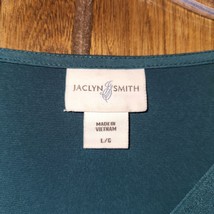 JACLYN SMITH
MADE IN
VIETNAM
L/G